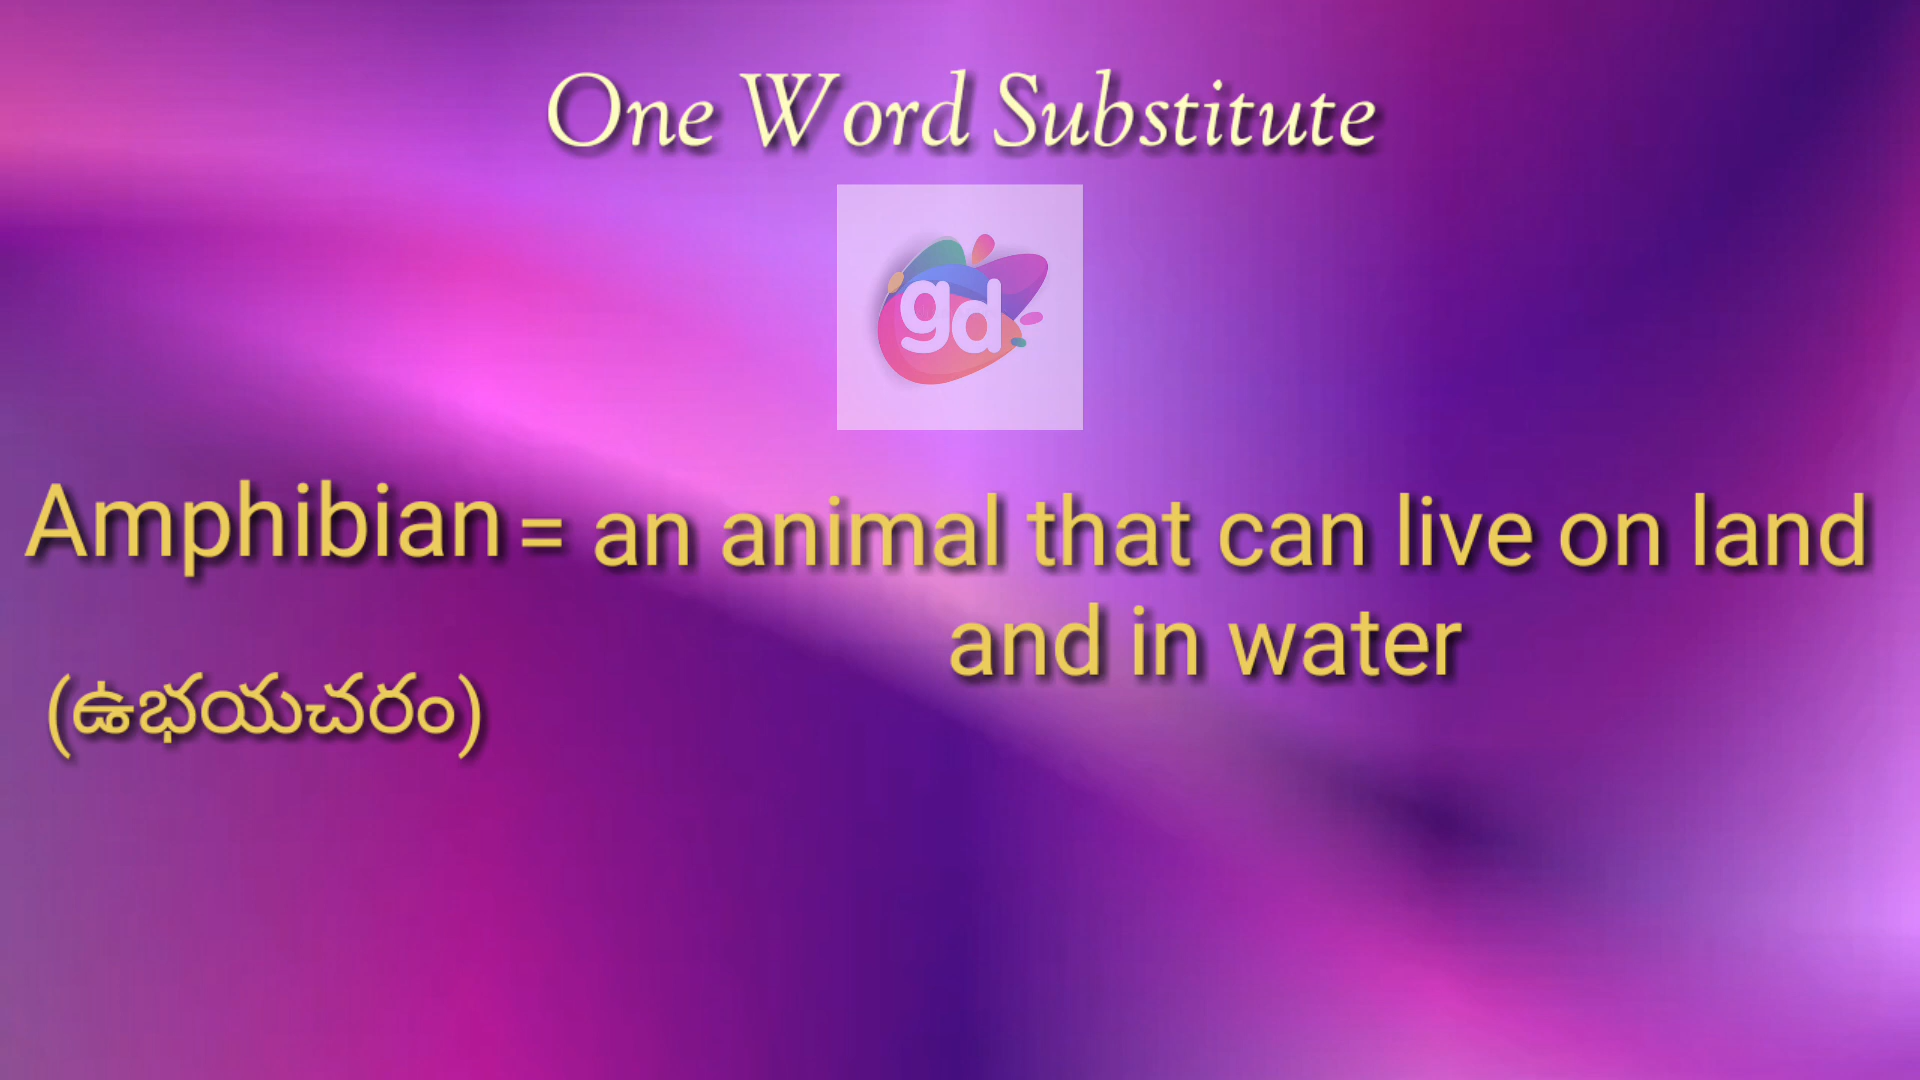 One Word Substitute
gd
Amphibian = an animal that can live on land
and in water
(ఉభయచరం)